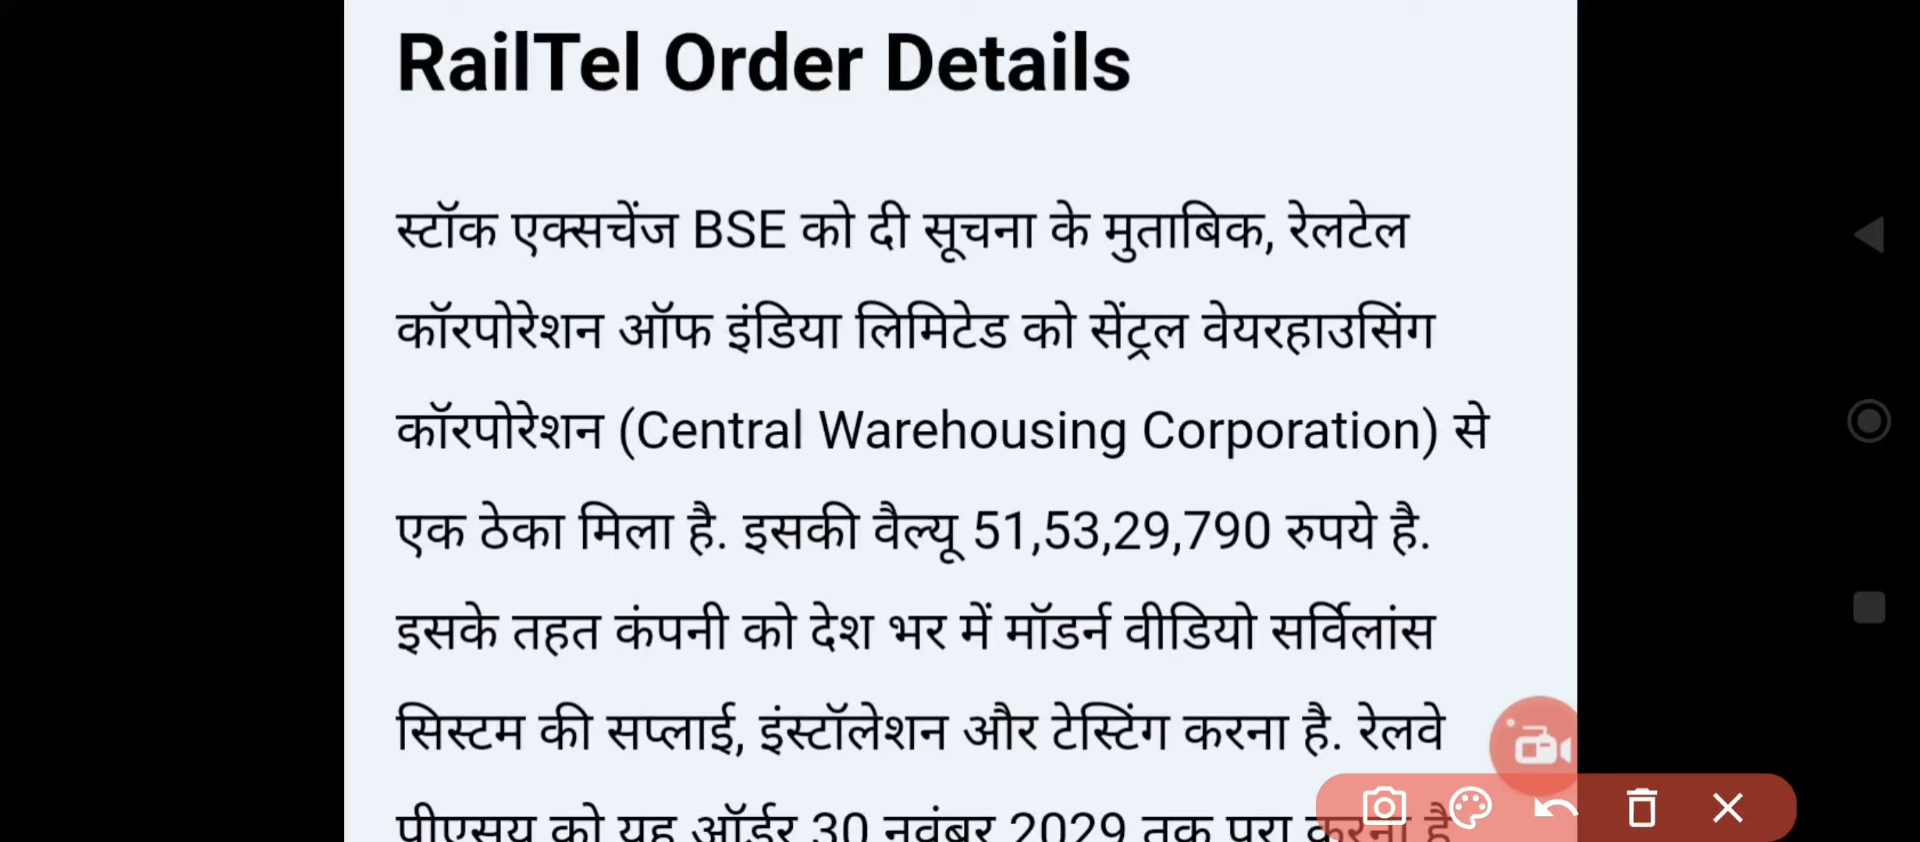 RailTel Order Details
स्टॉक एक्सचेंज BSE को दी सूचना के मुताबिक, रेलटेल
कॉरपोरेशन ऑफ इंडिया लिमिटेड को सेंट्रल वेयरहाउसिंग
कॉरपोरेशन (Central Warehousing Corporation) से
एक ठेका मिला है. इसकी वैल्यू 51,53,29,790 रुपये है.
इसके तहत कंपनी को देश भर में मॉडर्न वीडियो सर्विलांस
सिस्टम की सप्लाई, इंस्टॉलेशन और टेस्टिंग करना है. रेलवे
पीएसयू को यह ऑर्डर 30 नवंबर 2029 तक पूरा करना है